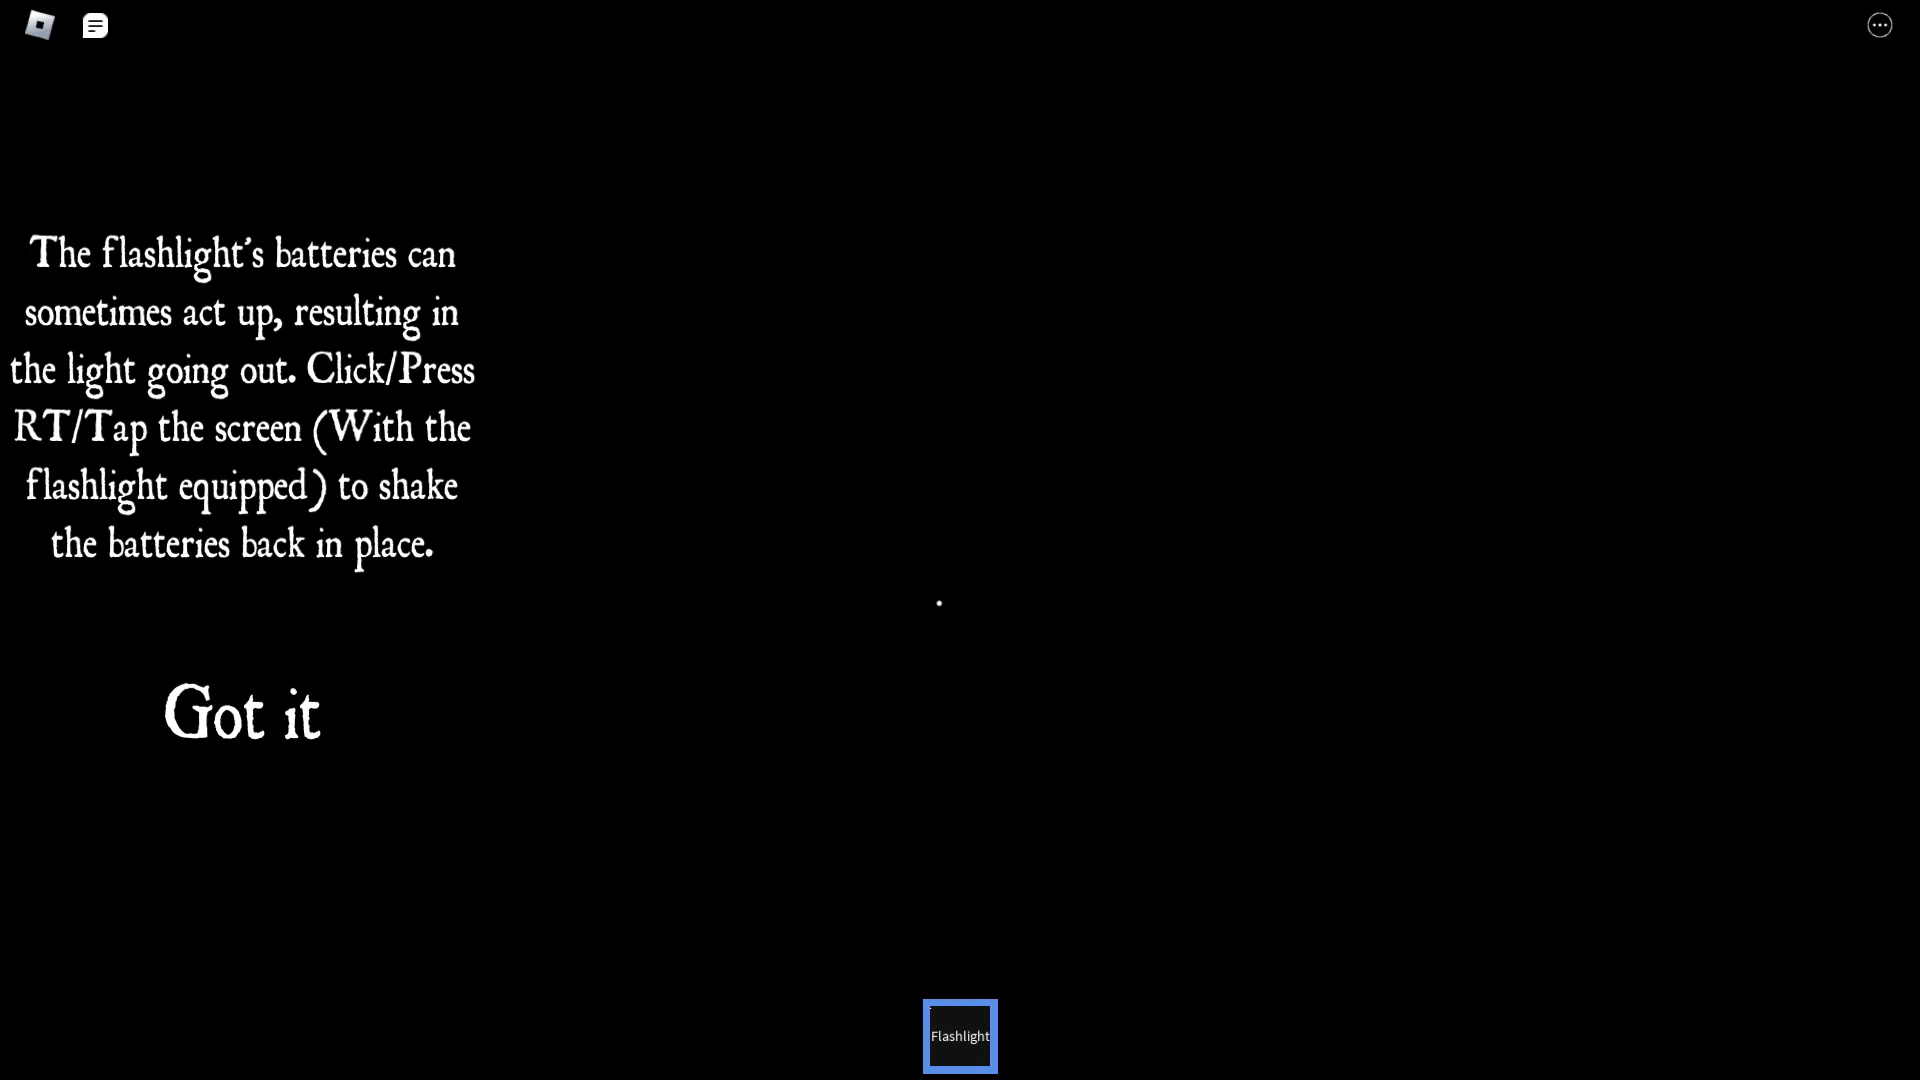 The flashlight's batteries can
sometimes act up, resulting in
the light going out. Click/Press
RT/Tap the screen (With the
flashlight equipped) to shake
the batteries back in place.
Got it
Flashlight